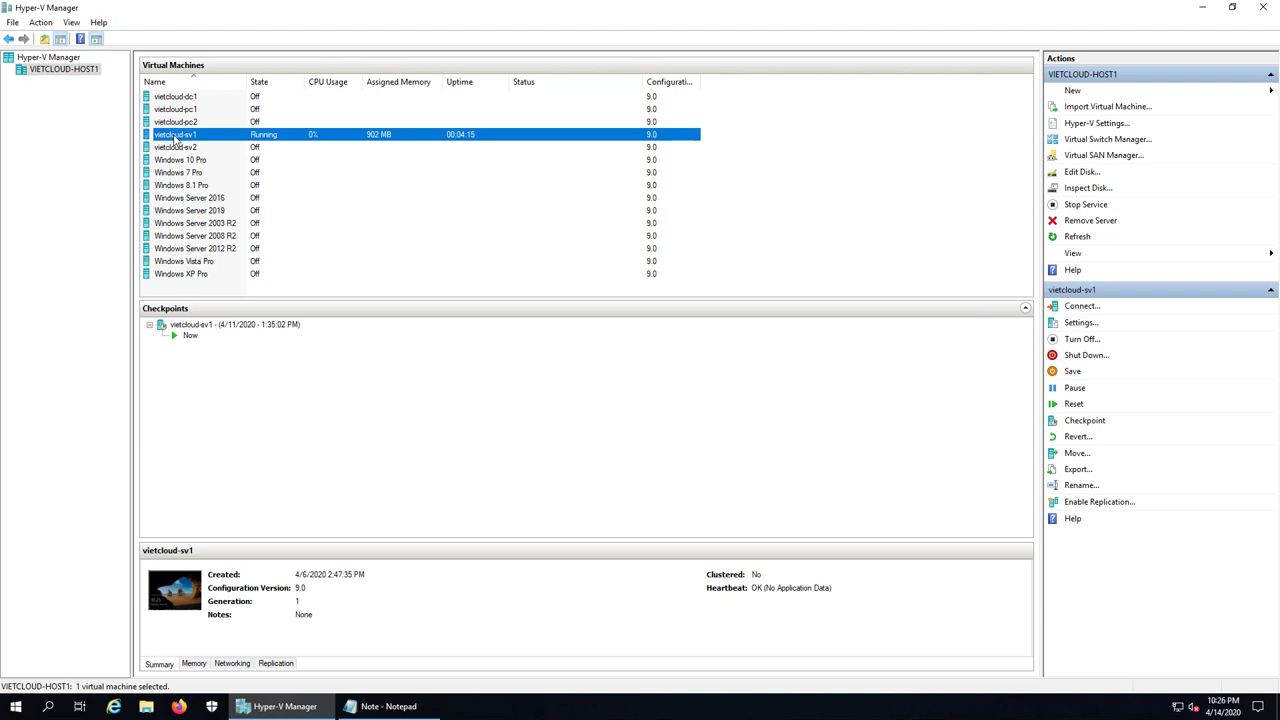 Hyper-V Manager
File Action View Help
Hyper-V Manager
VIETCLOUD-HOST1
Virtual Machines
Name State CPU Usage Assigned Memory Uptime Status Configurati...
vietcloud-dc1 Off 9.0
vietcloud-pc1 Off 9.0
vietcloud-pc2 Off 9.0
vietcloud-sv1 Running 0% 902 MB 00:04:15 9.0
vietcloud-sv2 Off 9.0
Windows 10 Pro Off 9.0
Windows 7 Pro Off 9.0
Windows 8.1 Pro Off 9.0
Windows Server 2016 Off 9.0
Windows Server 2019 Off 9.0
Windows Server 2003 R2 Off 9.0
Windows Server 2008 R2 Off 9.0
Windows Server 2012 R2 Off 9.0
Windows Vista Pro Off 9.0
Windows XP Pro Off 9.0
Checkpoints
vietcloud-sv1 - (4/11/2020 - 1:35:02 PM)
Now
vietcloud-sv1
Created: 4/6/2020 2:47:35 PM Clustered: No
Configuration Version: 9.0 Heartbeat: OK (No Application Data)
Generation: 1
Notes: None
Summary Memory Networking Replication
Actions
VIETCLOUD-HOST1
New
Import Virtual Machine...
Hyper-V Settings...
Virtual Switch Manager...
Virtual SAN Manager...
Edit Disk...
Inspect Disk...
Stop Service
Remove Server
Refresh
View
Help
vietcloud-sv1
Connect...
Settings...
Turn Off...
Shut Down...
Save
Pause
Reset
Checkpoint
Revert...
Move...
Export...
Rename...
Enable Replication...
Help
VIETCLOUD-HOST1: 1 virtual machine selected.
Hyper-V Manager Note - Notepad 10:26 PM
4/14/2020